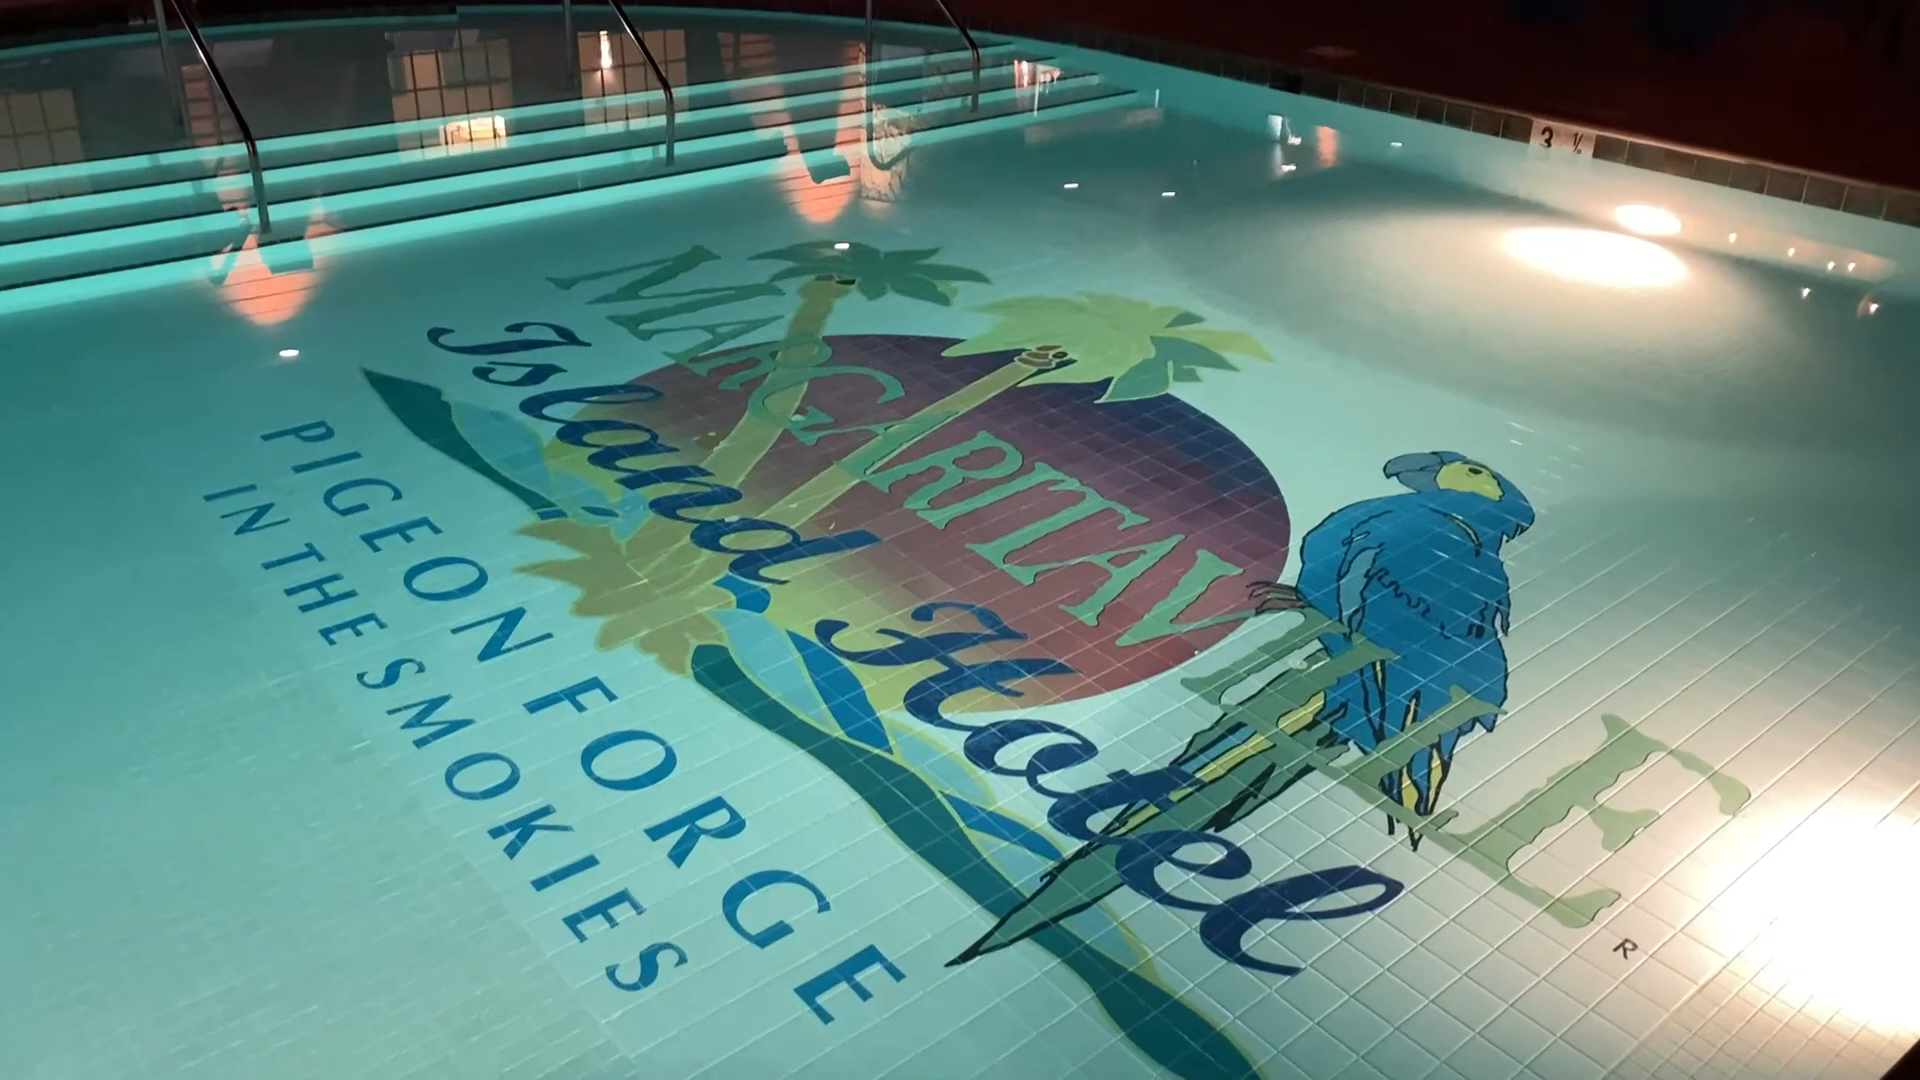 3 ½
MARGARITAVILLE
R
Island Hotel
PIGEON FORGE
IN THE SMOKIES